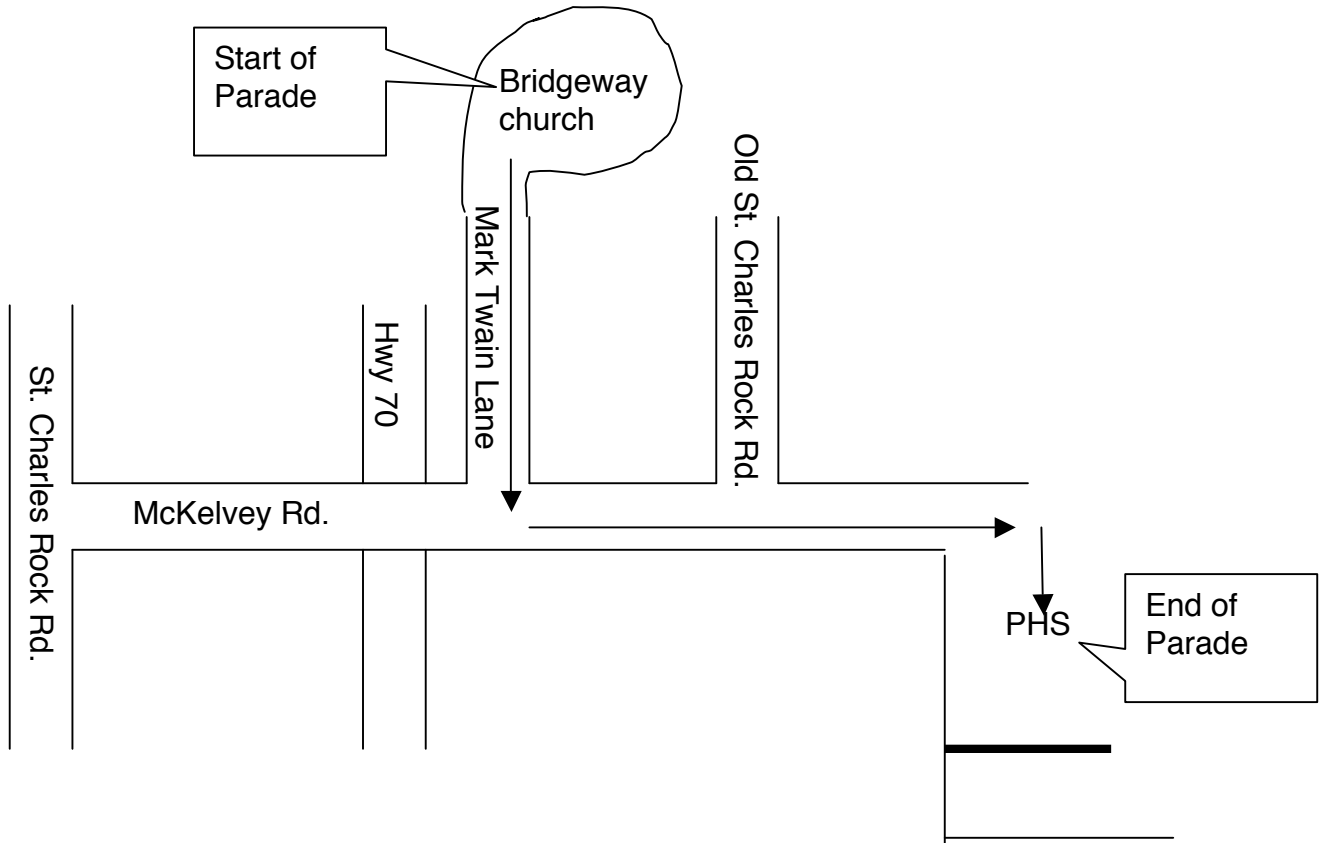 Start of
Parade
Bridgeway
church
Old St. Charles Rock Rd.
Mark Twain Lane
Hwy 70
St. Charles Rock Rd.
McKelvey Rd.
PHS
End of
Parade